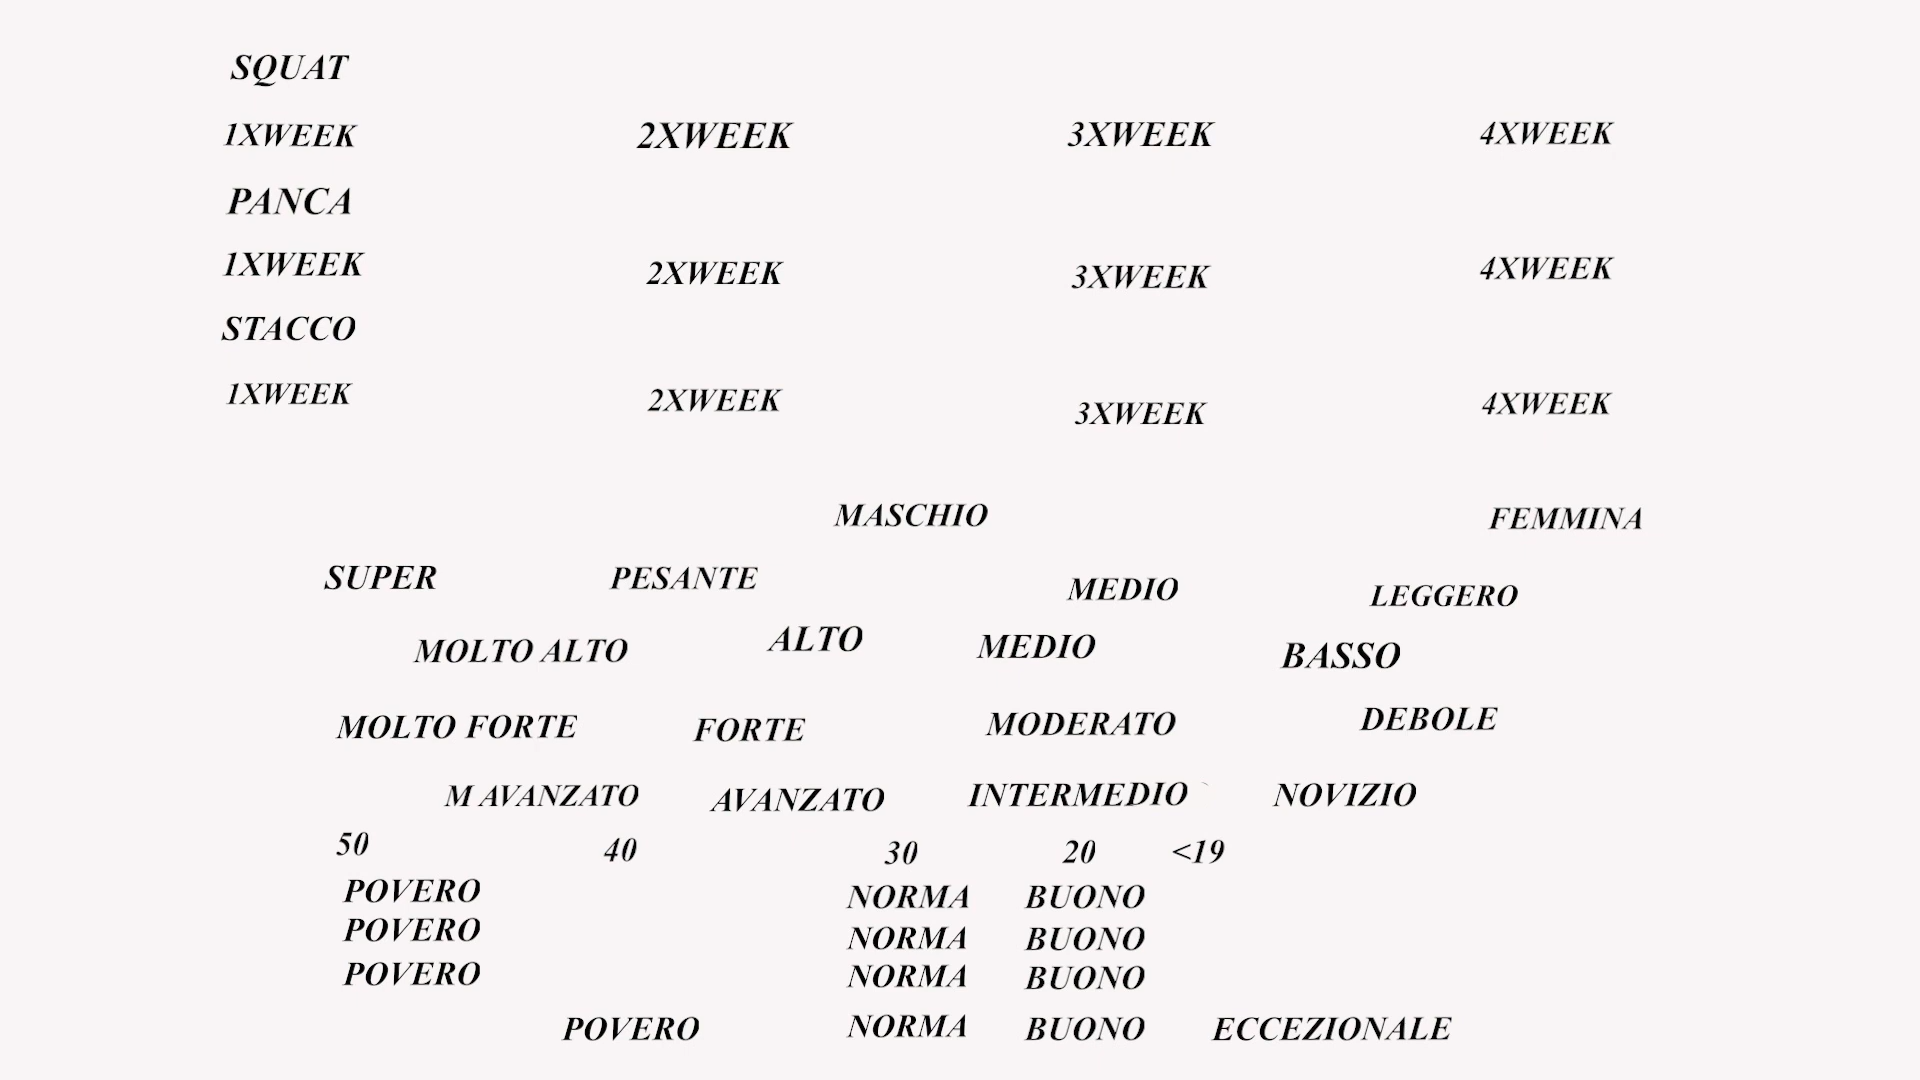 SQUAT
1XWEEK 2XWEEK 3XWEEK 4XWEEK
PANCA
1XWEEK 2XWEEK 3XWEEK 4XWEEK
STACCO
1XWEEK 2XWEEK 3XWEEK 4XWEEK
MASCHIO FEMMINA
SUPER PESANTE MEDIO LEGGERO
MOLTO ALTO ALTO MEDIO BASSO
MOLTO FORTE FORTE MODERATO DEBOLE
M AVANZATO AVANZATO INTERMEDIO NOVIZIO
50 40 30 20 <19
POVERO NORMA BUONO
POVERO NORMA BUONO
POVERO NORMA BUONO
POVERO NORMA BUONO ECCEZIONALE